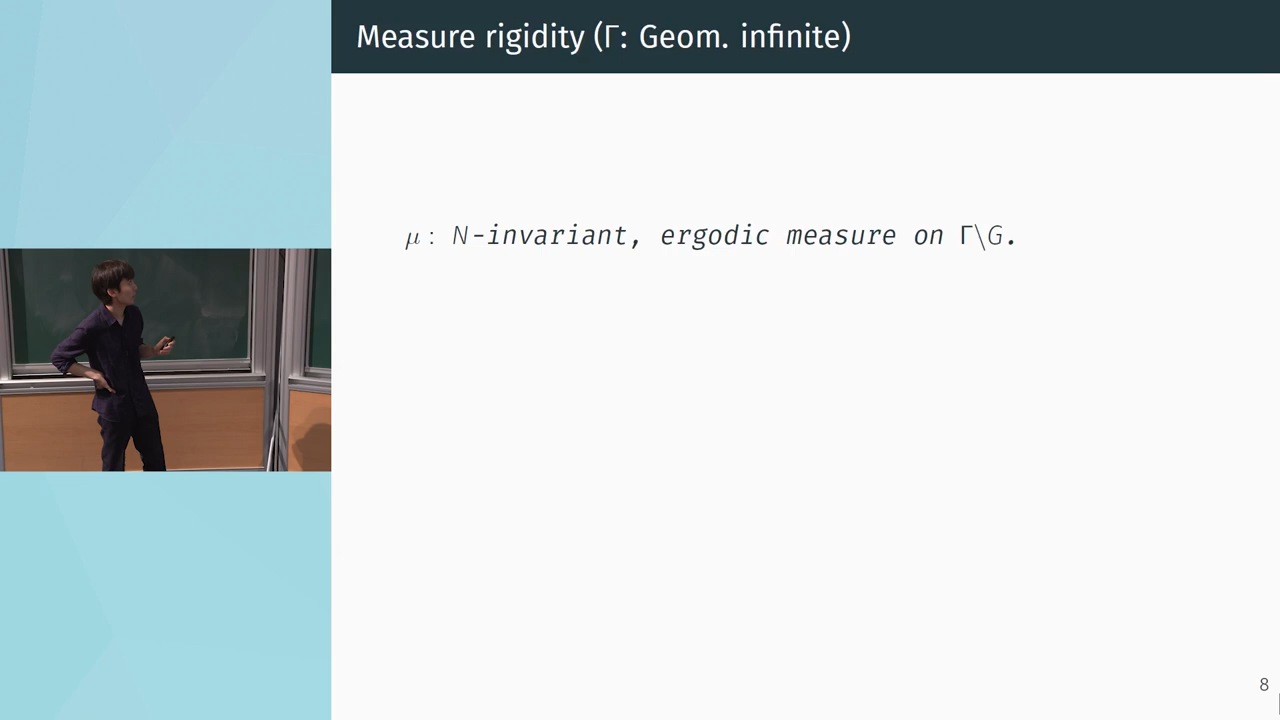 Measure rigidity (Γ: Geom. infinite)
μ : N-invariant, ergodic measure on Γ\G.
8